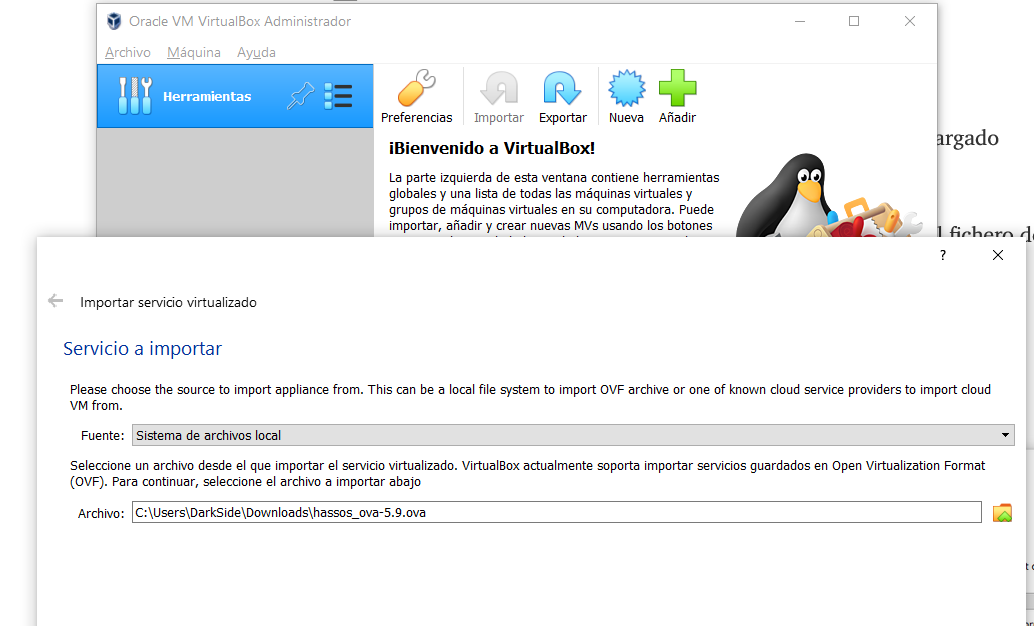 Oracle VM VirtualBox Administrador
Archivo Máquina Ayuda
Herramientas
Preferencias Importar Exportar Nueva Añadir
¡Bienvenido a VirtualBox!
La parte izquierda de esta ventana contiene herramientas
globales y una lista de todas las máquinas virtuales y
grupos de máquinas virtuales en su computadora. Puede
importar, añadir y crear nuevas MVs usando los botones
argado
l fichero de
?
Importar servicio virtualizado
Servicio a importar
Please choose the source to import appliance from. This can be a local file system to import OVF archive or one of known cloud service providers to import cloud
VM from.
Fuente: Sistema de archivos local
Seleccione un archivo desde el que importar el servicio virtualizado. VirtualBox actualmente soporta importar servicios guardados en Open Virtualization Format
(OVF). Para continuar, seleccione el archivo a importar abajo
Archivo: C:\Users\DarkSide\Downloads\hassos_ova-5.9.ova